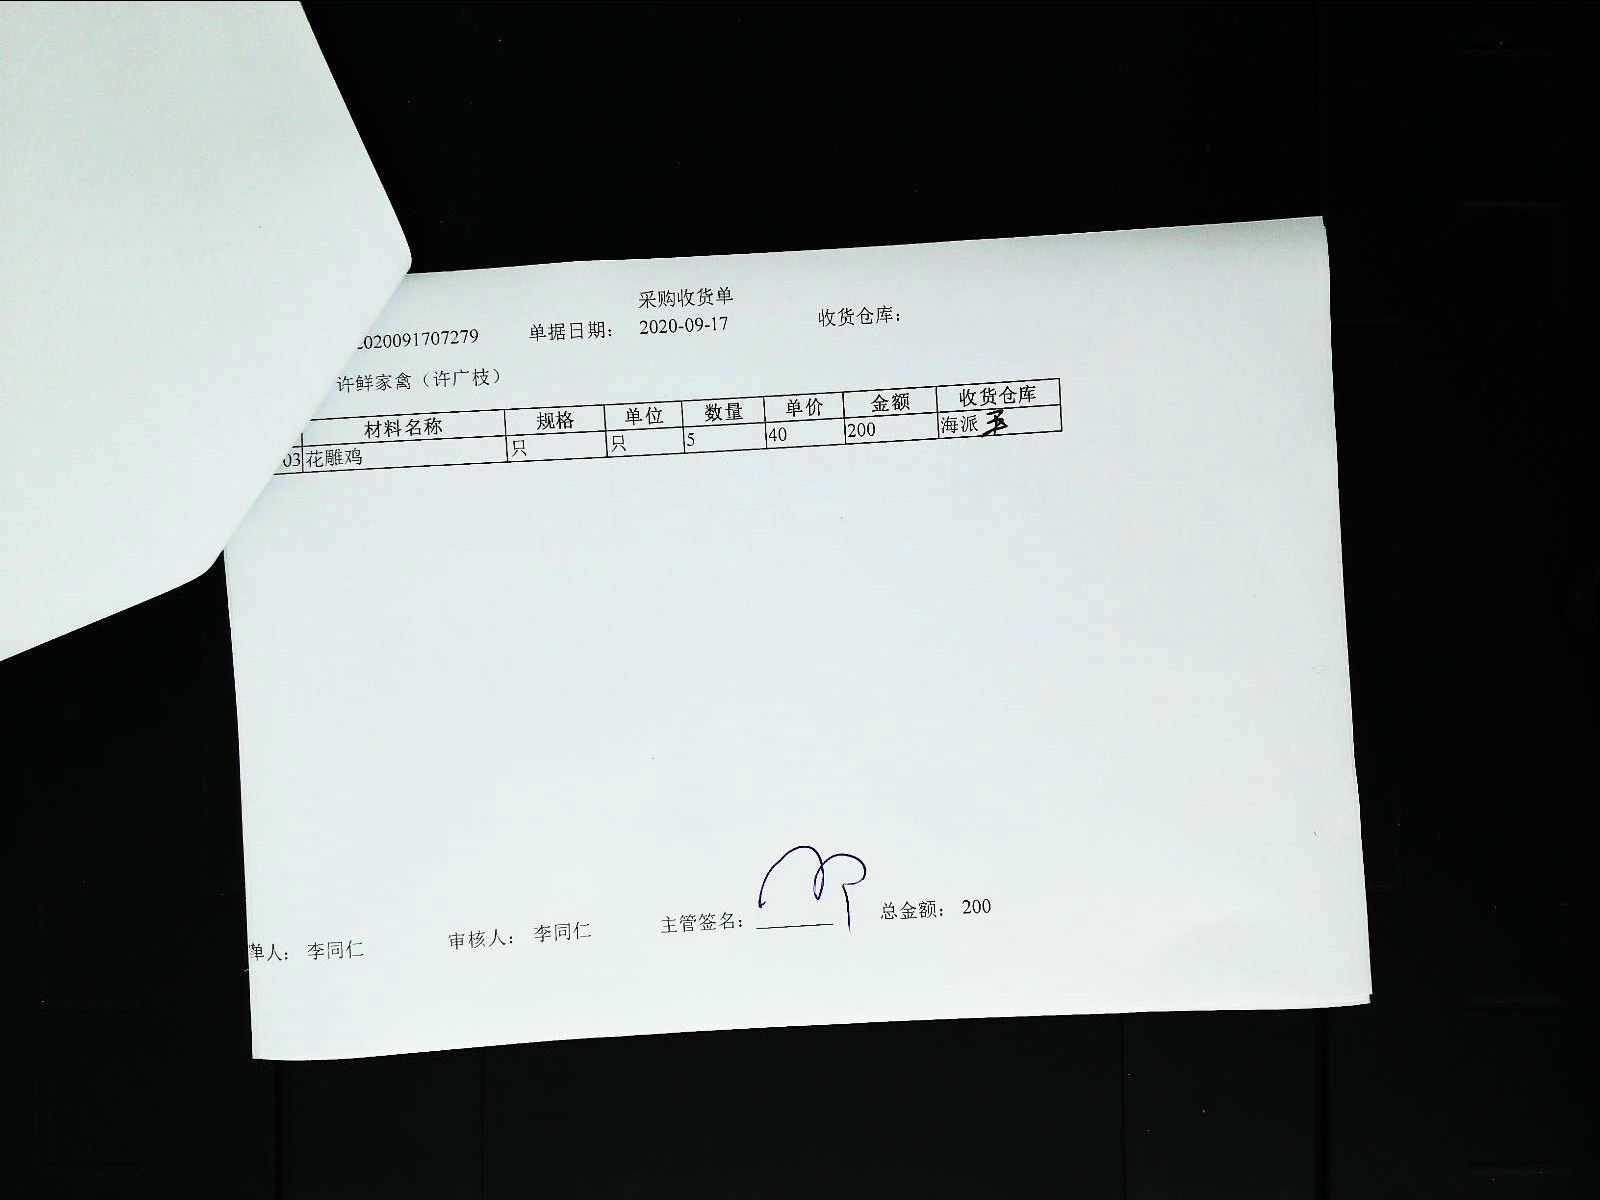 采购收货单
2020091707279 单据日期： 2020-09-17 收货仓库：
许鲜家禽（许广枝）
材料名称 规格 单位 数量 单价 金额 收货仓库
03 花雕鸡 只 只 5 40 200 海派
单人： 李同仁 审核人： 李同仁 主管签名： 总金额： 200